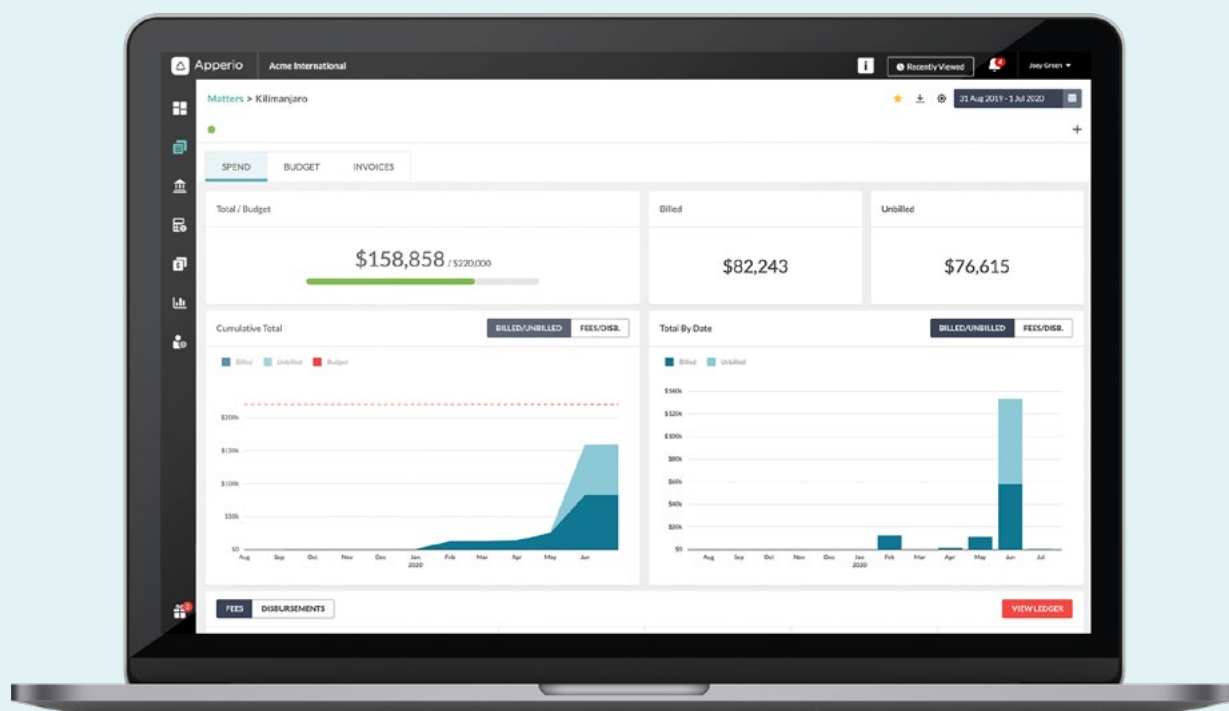 Apperio Acme International Recently Viewed 4 Joey Green
Matters > Kilimanjaro 31 Aug 2019 - 1 Jul 2020
SPEND BUDGET INVOICES
Total / Budget Billed Unbilled
$158,858 / $220,000 $82,243 $76,615
Cumulative Total BILLED/UNBILLED FEES/DISB. Total By Date BILLED/UNBILLED FEES/DISB.
Billed Unbilled Budget Billed Unbilled
$140k
$200k $120k
$150k $100k
$80k
$100k $60k
$50k $40k
$20k
$0 $0
Aug Sep Oct Nov Dec Jan Feb Mar Apr May Jun Aug Sep Oct Nov Dec Jan Feb Mar Apr May Jun Jul
2020 2020
2 FEES DISBURSEMENTS VIEW LEDGER